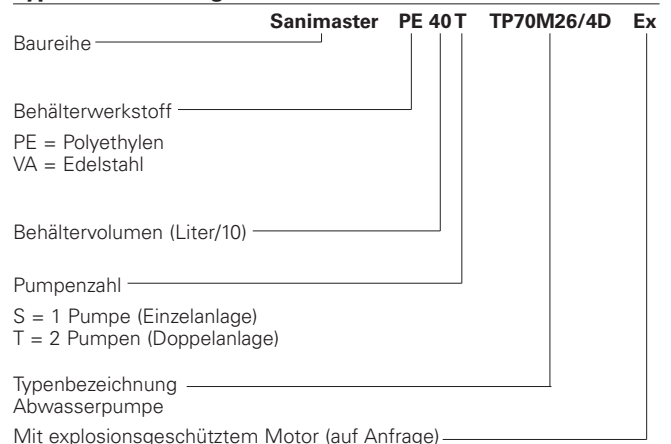 Sanimaster PE 40 T TP70M26/4D Ex
Baureihe
Behälterwerkstoff
PE = Polyethylen
VA = Edelstahl
Behältervolumen (Liter/10)
Pumpenzahl
S = 1 Pumpe (Einzelanlage)
T = 2 Pumpen (Doppelanlage)
Typenbezeichnung
Abwasserpumpe
Mit explosionsgeschütztem Motor (auf Anfrage)